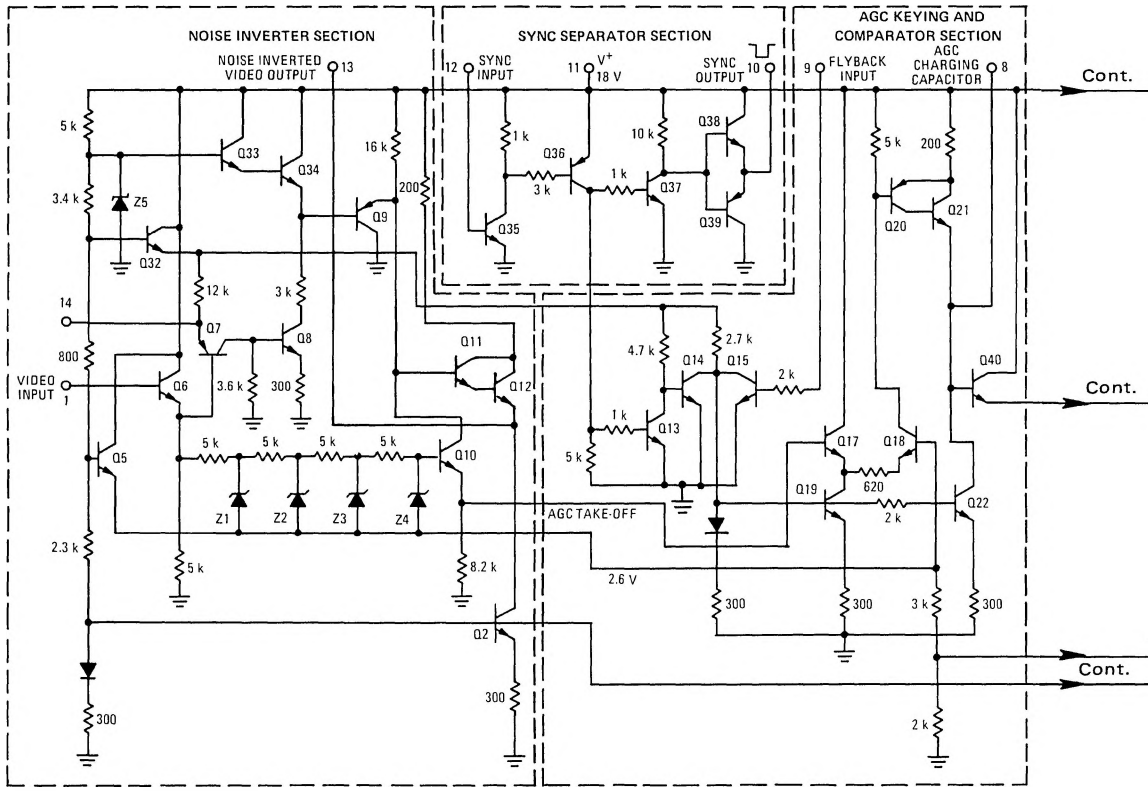 NOISE INVERTER SECTION
NOISE INVERTED
VIDEO OUTPUT
13
SYNC SEPARATOR SECTION
12
SYNC
INPUT
11
V+
18 V
SYNC
OUTPUT
10
AGC KEYING AND
COMPARATOR SECTION
9
FLYBACK
INPUT
AGC
CHARGING
CAPACITOR
8
Cont.
5 k
Q33
Q34
16 k
200
1 k
Q36
10 k
Q38
5 k
200
3.4 k
Z5
Q9
3 k
1 k
Q37
Q20
Q21
Q32
Q35
Q39
12 k
3 k
14
Q7
Q8
2.7 k
4.7 k
Q14
Q15
Q11
Q40
Cont.
800
VIDEO
INPUT
1
Q6
3.6 k
300
Q12
2 k
Q5
5 k
5 k
5 k
5 k
Q10
1 k
Q13
5 k
Q17
Q18
620
Z1
Z2
Z3
Z4
AGC TAKE-OFF
Q19
2 k
Q22
2.3 k
5 k
8.2 k
2.6 V
300
300
3 k
300
Q2
Cont.
300
300
2 k